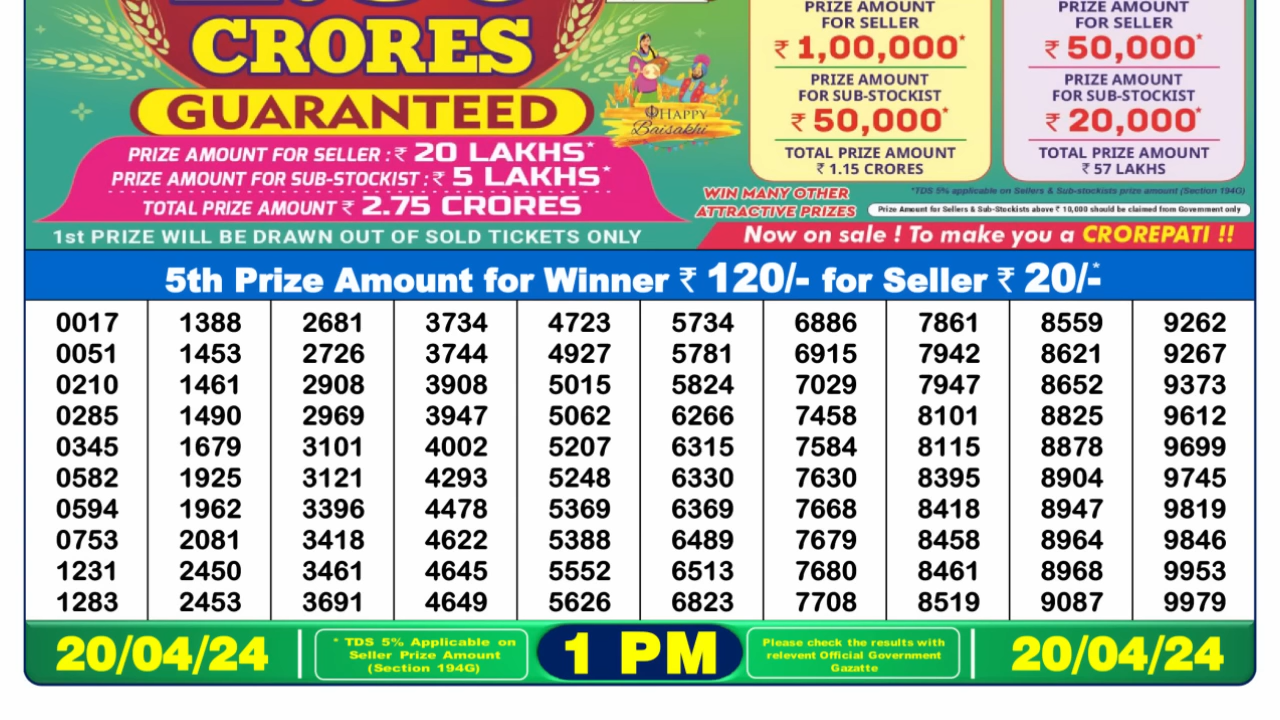 CRORES
GUARANTEED
PRIZE AMOUNT FOR SELLER : ₹ 20 LAKHS*
PRIZE AMOUNT FOR SUB-STOCKIST : ₹ 5 LAKHS*
TOTAL PRIZE AMOUNT ₹ 2.75 CRORES
1st PRIZE WILL BE DRAWN OUT OF SOLD TICKETS ONLY
HAPPY
Baisakhi
PRIZE AMOUNT
FOR SELLER
₹ 1,00,000*
PRIZE AMOUNT
FOR SUB-STOCKIST
₹ 50,000*
TOTAL PRIZE AMOUNT
₹ 1.15 CRORES
PRIZE AMOUNT
FOR SELLER
₹ 50,000*
PRIZE AMOUNT
FOR SUB-STOCKIST
₹ 20,000*
TOTAL PRIZE AMOUNT
₹ 57 LAKHS
WIN MANY OTHER
ATTRACTIVE PRIZES
*TDS 5% applicable on Sellers & Sub-stockists prize amount (Section 194G)
Prize Amount for Sellers & Sub-Stockists above ₹ 10,000 should be claimed from Government only
Now on sale ! To make you a CROREPATI !!
5th Prize Amount for Winner ₹ 120/- for Seller ₹ 20/-*
0017 1388 2681 3734 4723 5734 6886 7861 8559 9262
0051 1453 2726 3744 4927 5781 6915 7942 8621 9267
0210 1461 2908 3908 5015 5824 7029 7947 8652 9373
0285 1490 2969 3947 5062 6266 7458 8101 8825 9612
0345 1679 3101 4002 5207 6315 7584 8115 8878 9699
0582 1925 3121 4293 5248 6330 7630 8395 8904 9745
0594 1962 3396 4478 5369 6369 7668 8418 8947 9819
0753 2081 3418 4622 5388 6489 7679 8458 8964 9846
1231 2450 3461 4645 5552 6513 7680 8461 8968 9953
1283 2453 3691 4649 5626 6823 7708 8519 9087 9979
20/04/24
* TDS 5% Applicable on
Seller Prize Amount
(Section 194G)
1 PM
Please check the results with
relevent Official Government
Gazatte
20/04/24